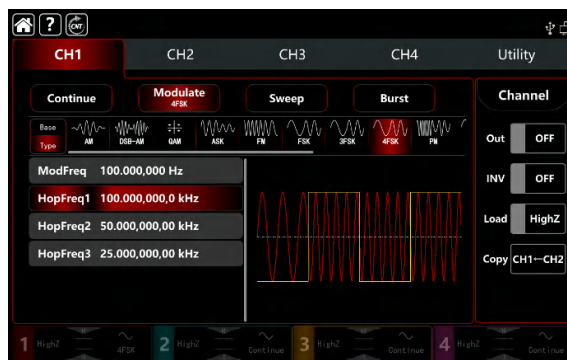 ? CNT
CH1 CH2 CH3 CH4 Utility
Continue Modulate Sweep Burst Channel
4FSK
Base
Type AM DSB-AM QAM ASK FM FSK 3FSK 4FSK PM
Out OFF
ModFreq 100.000,000 Hz
INV OFF
HopFreq1 100.000,000,0 kHz
HopFreq2 50.000,000,00 kHz
Load HighZ
HopFreq3 25.000,000,00 kHz
Copy CH1←CH2
1 HighZ 4FSK 2 HighZ Continue 3 HighZ Continue 4 HighZ